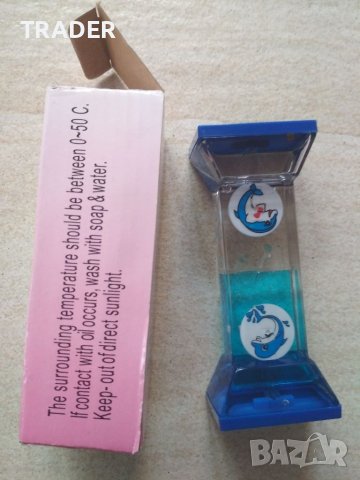 TRADER
The surrounding temperature should be between 0~50 C.
If contact with oil occurs, wash with soap & water.
Keep-out of direct sunlight.
BAZAR